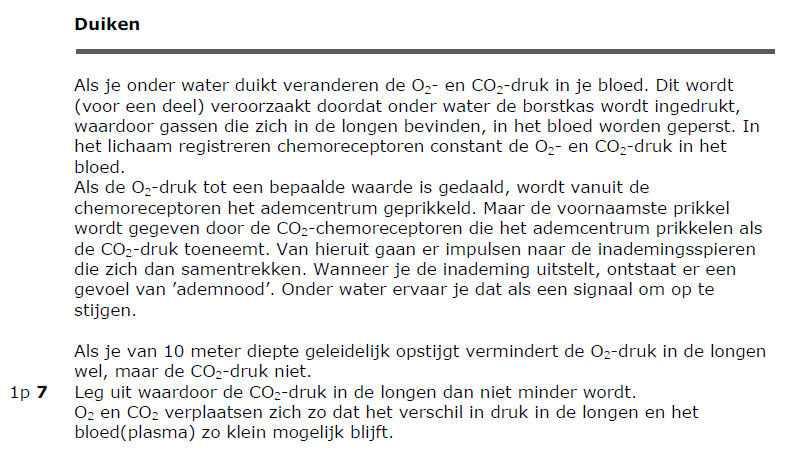 Duiken
Als je onder water duikt veranderen de O₂- en CO₂-druk in je bloed. Dit wordt
(voor een deel) veroorzaakt doordat onder water de borstkas wordt ingedrukt,
waardoor gassen die zich in de longen bevinden, in het bloed worden geperst. In
het lichaam registreren chemoreceptoren constant de O₂- en CO₂-druk in het
bloed.
Als de O₂-druk tot een bepaalde waarde is gedaald, wordt vanuit de
chemoreceptoren het ademcentrum geprikkeld. Maar de voornaamste prikkel
wordt gegeven door de CO₂-chemoreceptoren die het ademcentrum prikkelen als
de CO₂-druk toeneemt. Van hieruit gaan er impulsen naar de inademingsspieren
die zich dan samentrekken. Wanneer je de inademing uitstelt, ontstaat er een
gevoel van ’ademnood’. Onder water ervaar je dat als een signaal om op te
stijgen.
Als je van 10 meter diepte geleidelijk opstijgt vermindert de O₂-druk in de longen
wel, maar de CO₂-druk niet.
1p 7 Leg uit waardoor de CO₂-druk in de longen dan niet minder wordt.
O₂ en CO₂ verplaatsen zich zo dat het verschil in druk in de longen en het
bloed(plasma) zo klein mogelijk blijft.